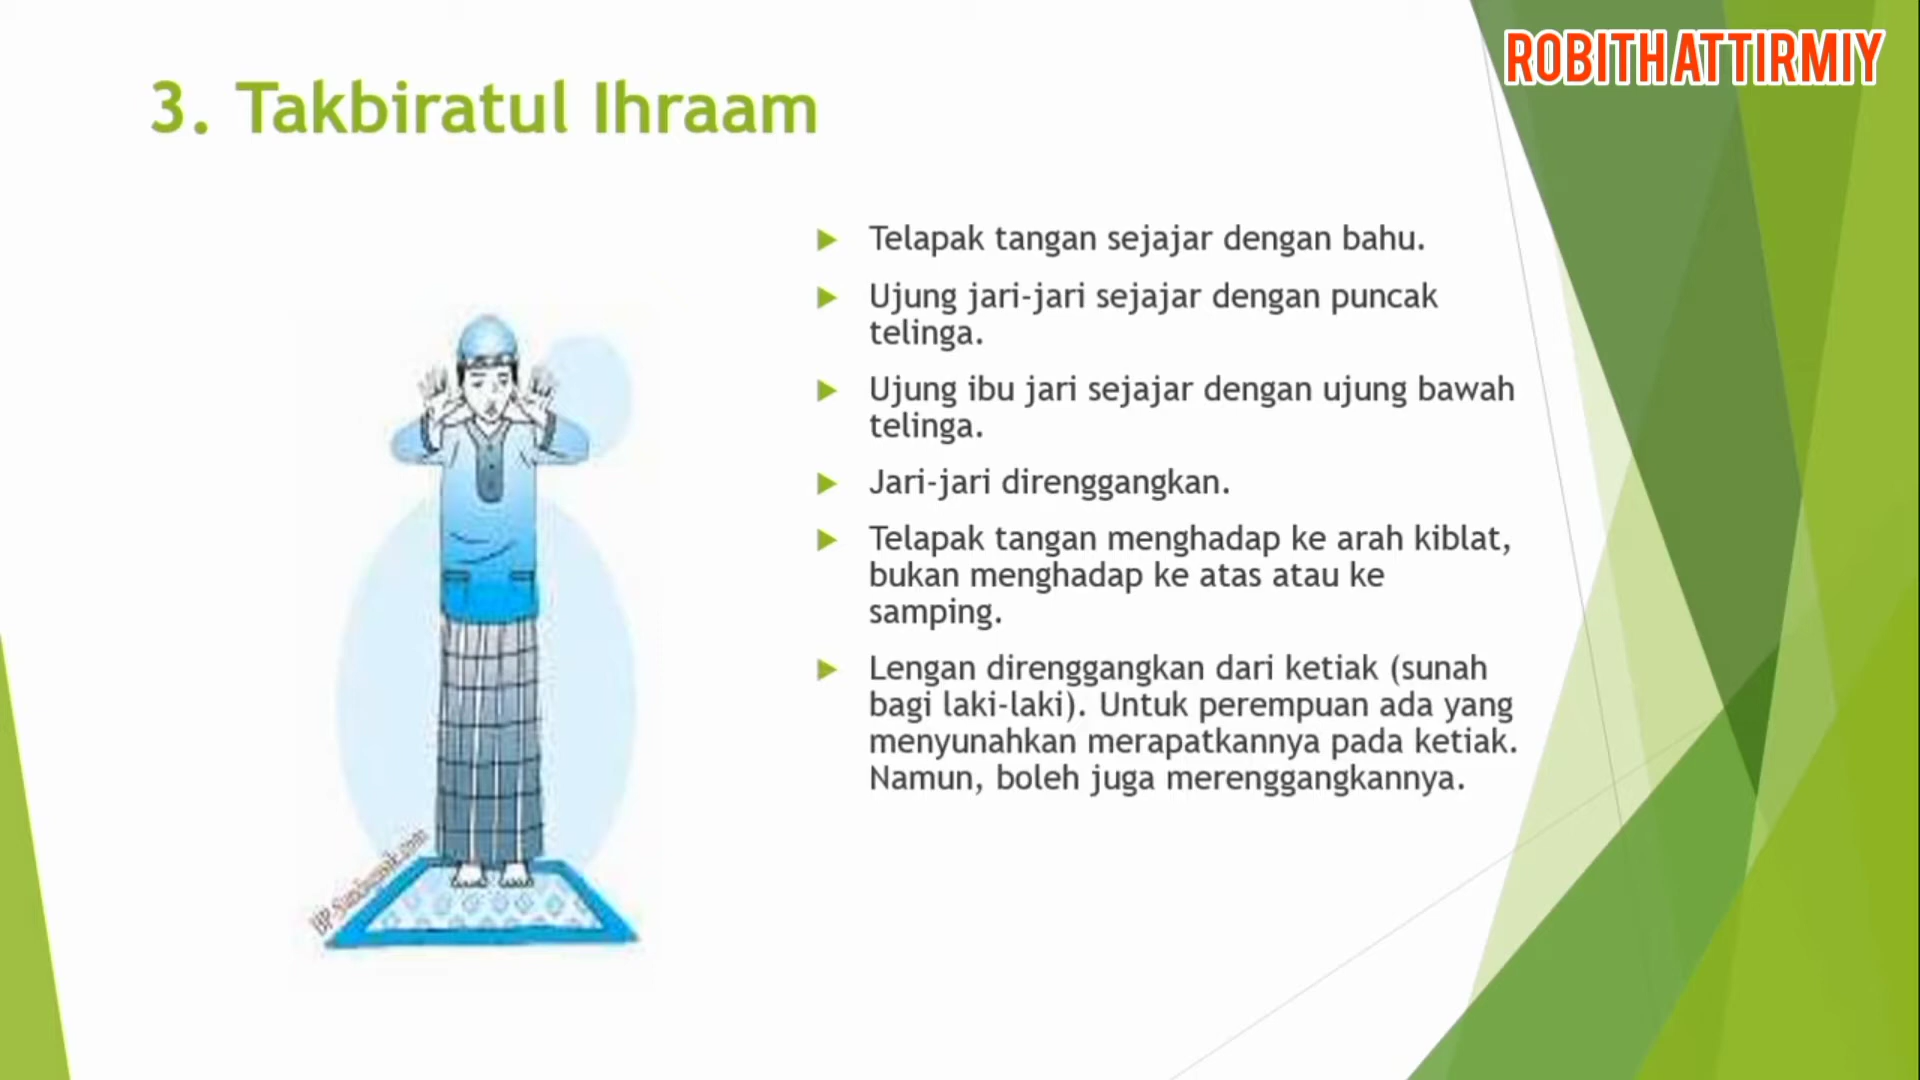 ROBITH ATTIRMIY
3. Takbiratul Ihraam
Telapak tangan sejajar dengan bahu.
Ujung jari-jari sejajar dengan puncak
telinga.
Ujung ibu jari sejajar dengan ujung bawah
telinga.
Jari-jari direnggangkan.
Telapak tangan menghadap ke arah kiblat,
bukan menghadap ke atas atau ke
samping.
Lengan direnggangkan dari ketiak (sunah
bagi laki-laki). Untuk perempuan ada yang
menyunahkan merapatkannya pada ketiak.
Namun, boleh juga merenggangkannya.